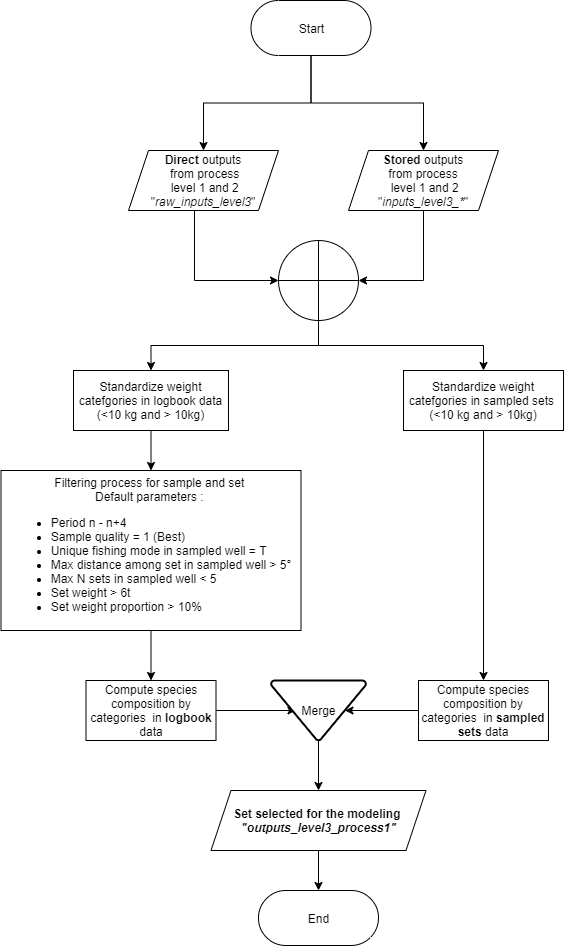 Start
Direct outputs
from process
level 1 and 2
"raw_inputs_level3"
Stored outputs
from process
level 1 and 2
"inputs_level3_*"
Standardize weight
catefgories in logbook data
(<10 kg and > 10kg)
Standardize weight
catefgories in sampled sets
(<10 kg and > 10kg)
Filtering process for sample and set
Default parameters :
• Period n - n+4
• Sample quality = 1 (Best)
• Unique fishing mode in sampled well = T
• Max distance among set in sampled well > 5°
• Max N sets in sampled well < 5
• Set weight > 6t
• Set weight proportion > 10%
Compute species
composition by
categories in logbook
data
Merge
Compute species
composition by
categories in sampled
sets data
Set selected for the modeling
"outputs_level3_process1"
End